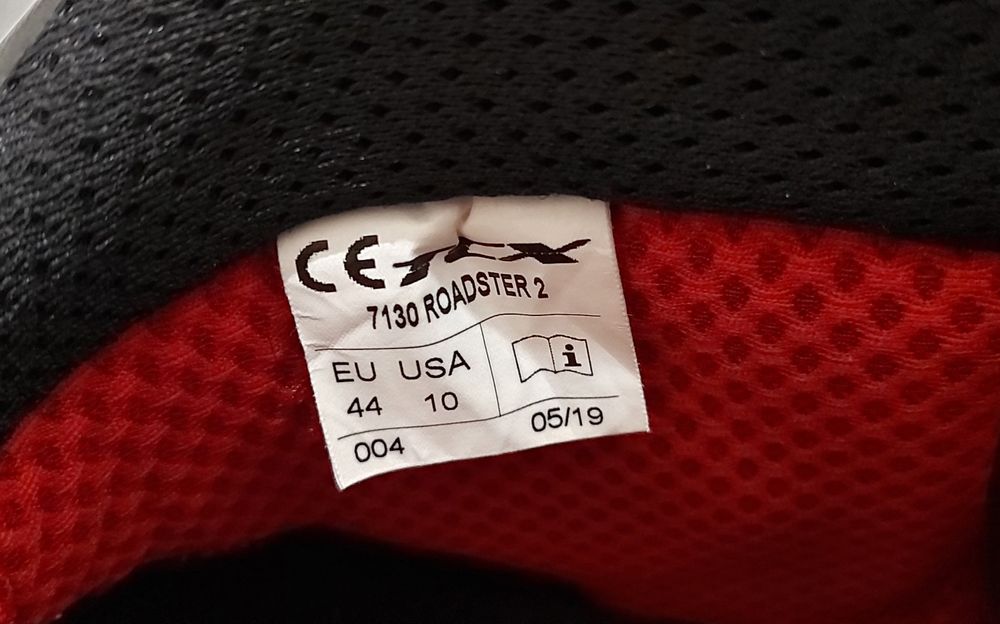 CE TCX
7130 ROADSTER 2
EU USA
44 10
004 05/19